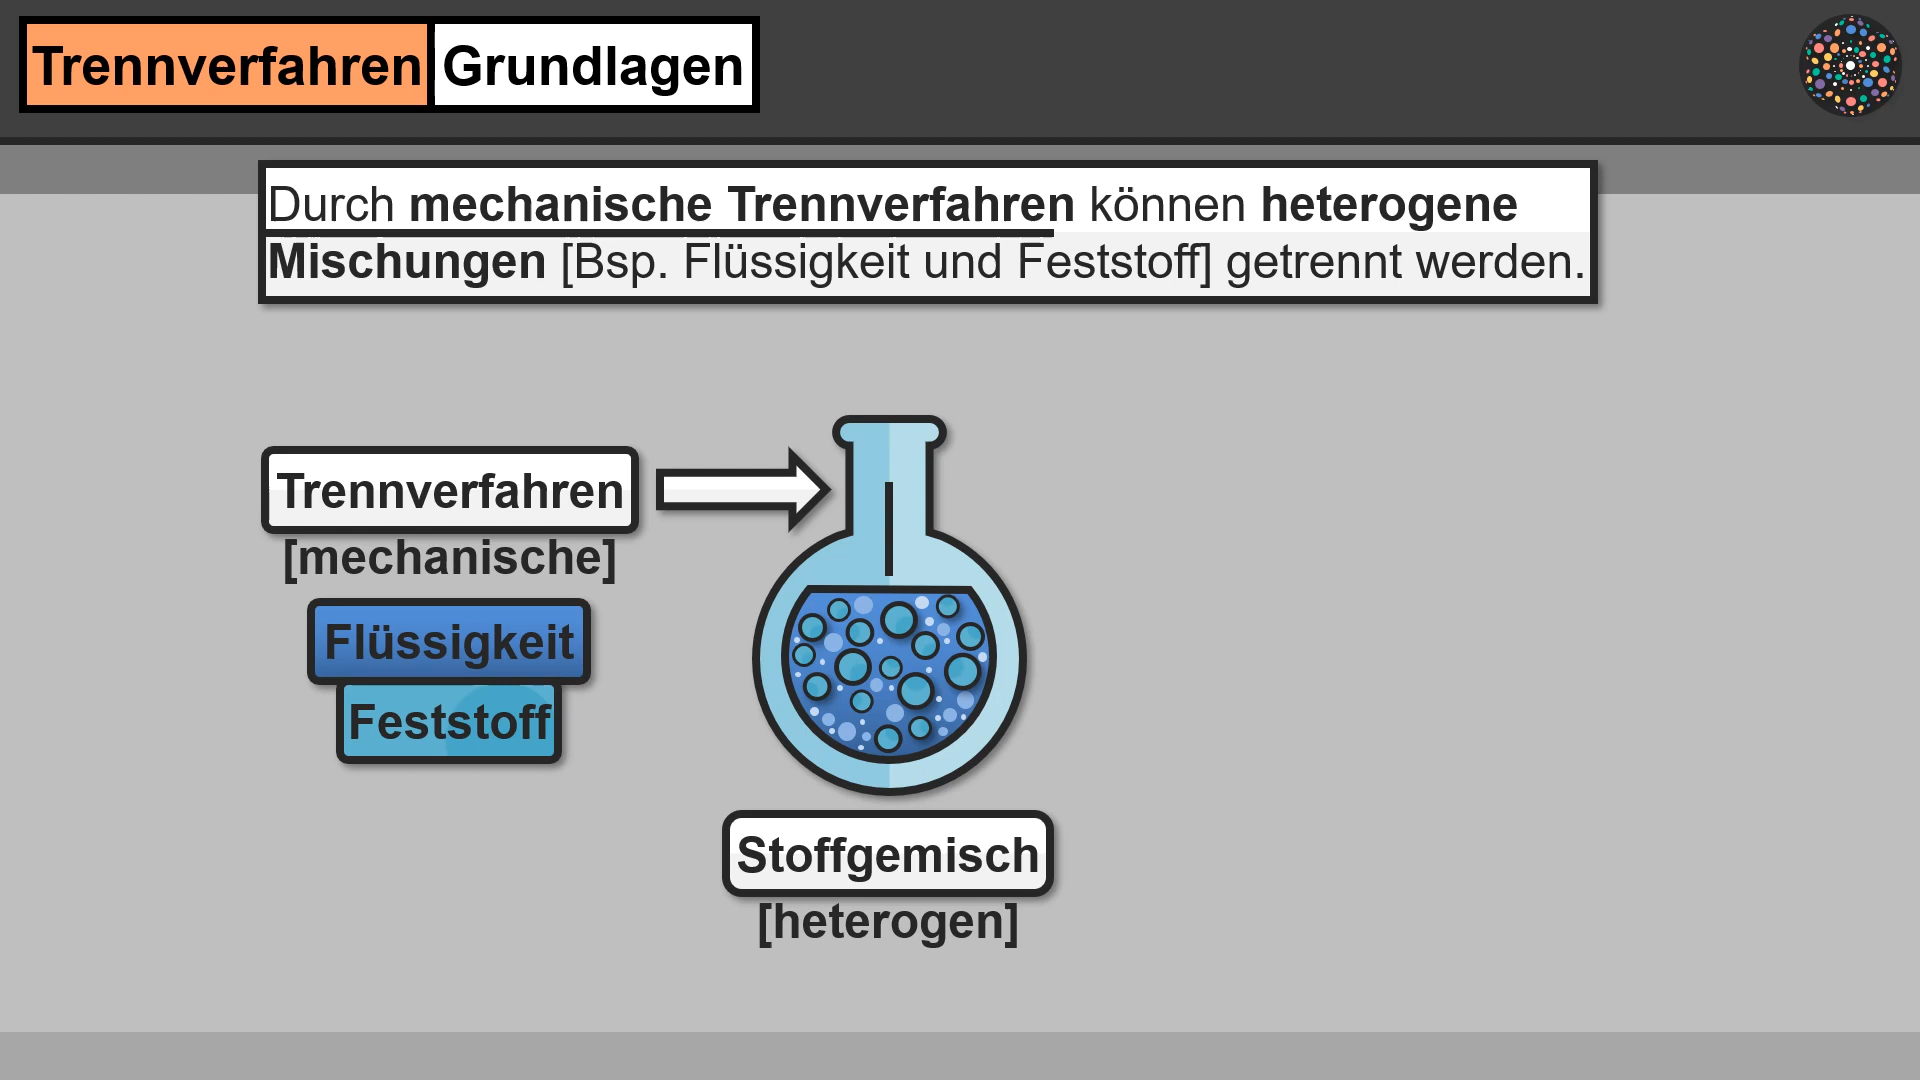 Trennverfahren Grundlagen
Durch mechanische Trennverfahren können heterogene
Mischungen [Bsp. Flüssigkeit und Feststoff] getrennt werden.
Trennverfahren
[mechanische]
Flüssigkeit
Feststoff
Stoffgemisch
[heterogen]